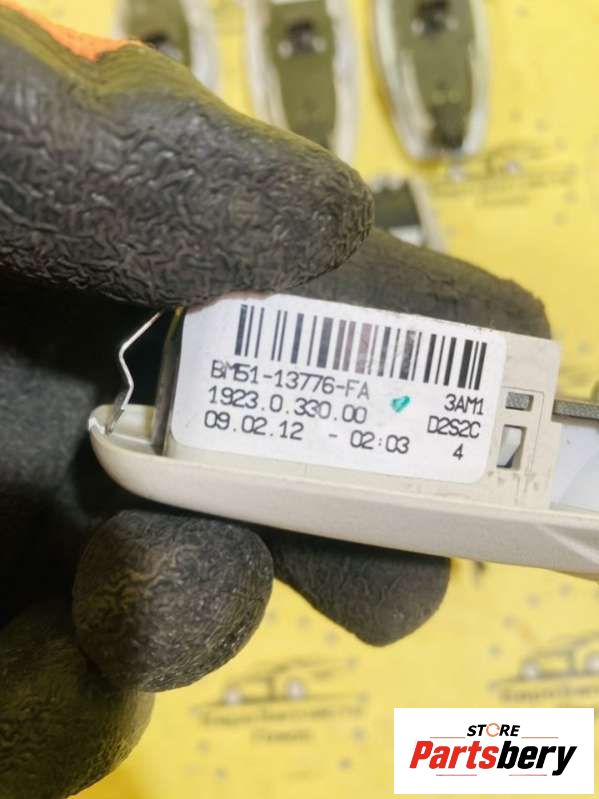 BM51-13776-FA
1923.0.330.00
09.02.12 - 02:03
3AM1
D2S2C
4
STORE
Partsbery